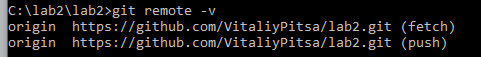 C:\lab2\lab2>git remote -v
origin  https://github.com/VitaliyPitsa/lab2.git (fetch)
origin  https://github.com/VitaliyPitsa/lab2.git (push)